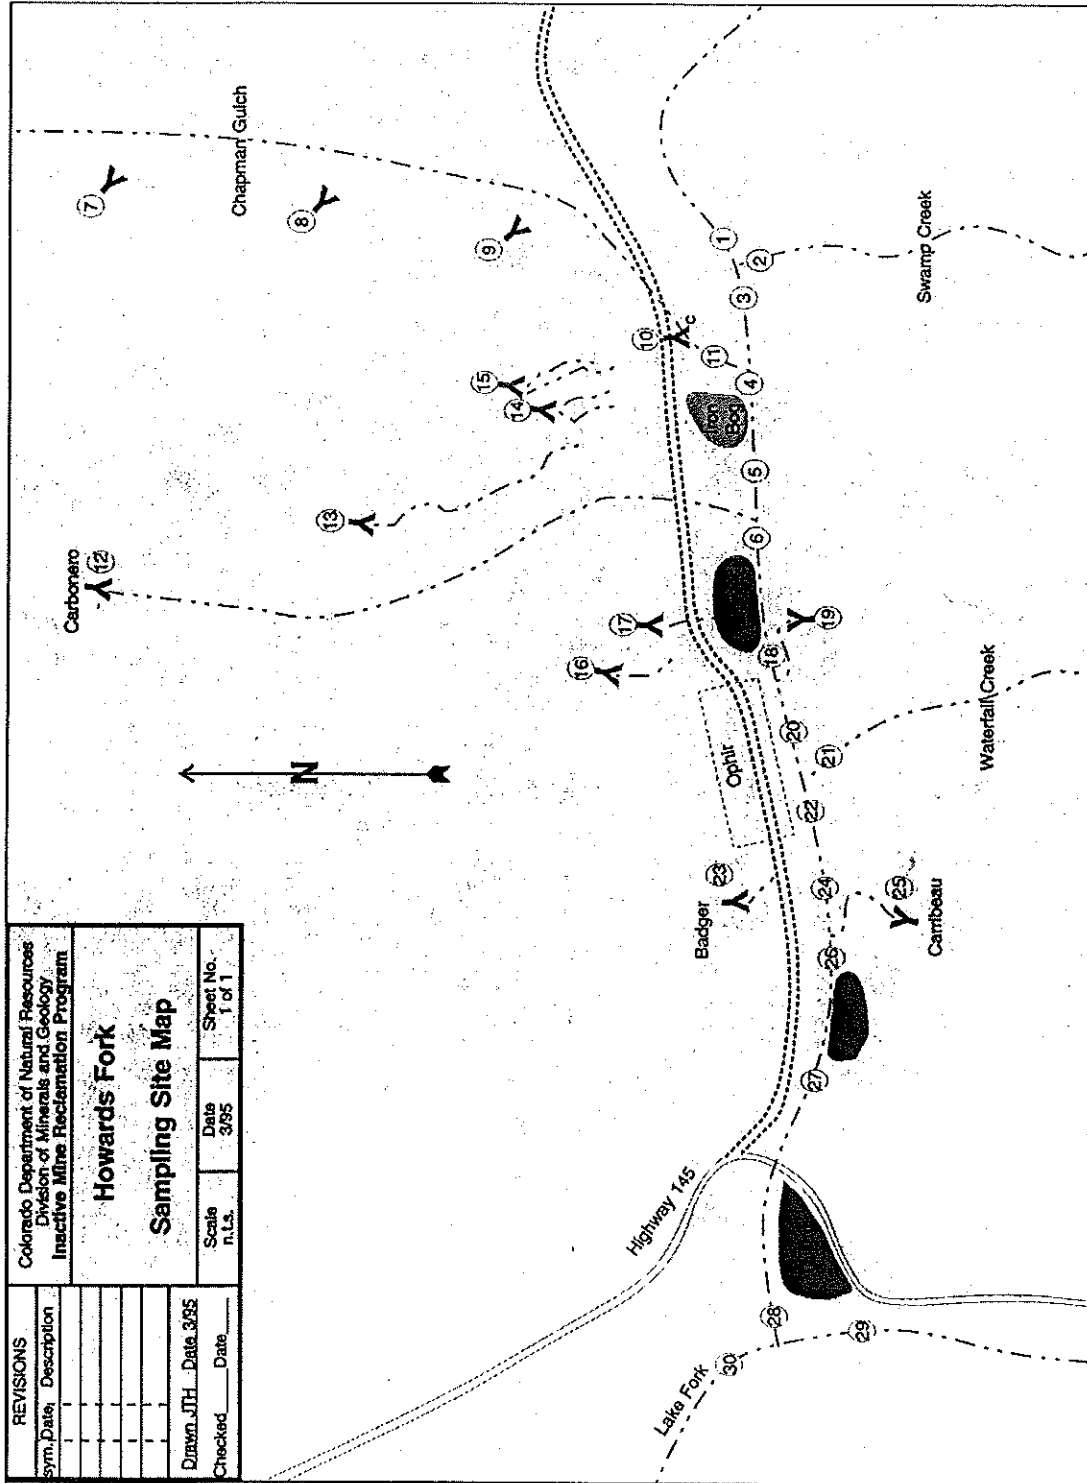 REVISIONS
sym. Date, Description
Drawn JTH Date 3/95
Checked Date
Colorado Department of Natural Resources
Division of Minerals and Geology
Inactive Mine Reclamation Program
Howards Fork
Sampling Site Map
Scale
n.t.s.
Date
3/95
Sheet No.
1 of 1
Carbonero
12
7
8
9
Chapman Gulch
13
14
15
10
C
11
16
17
N
Iron
Bog
1
2
3
4
5
6
18
19
Swamp Creek
Ophir
20
21
22
Waterfall Creek
Badger
23
24
25
Carribeau
26
27
Highway 145
28
29
30
Lake Fork